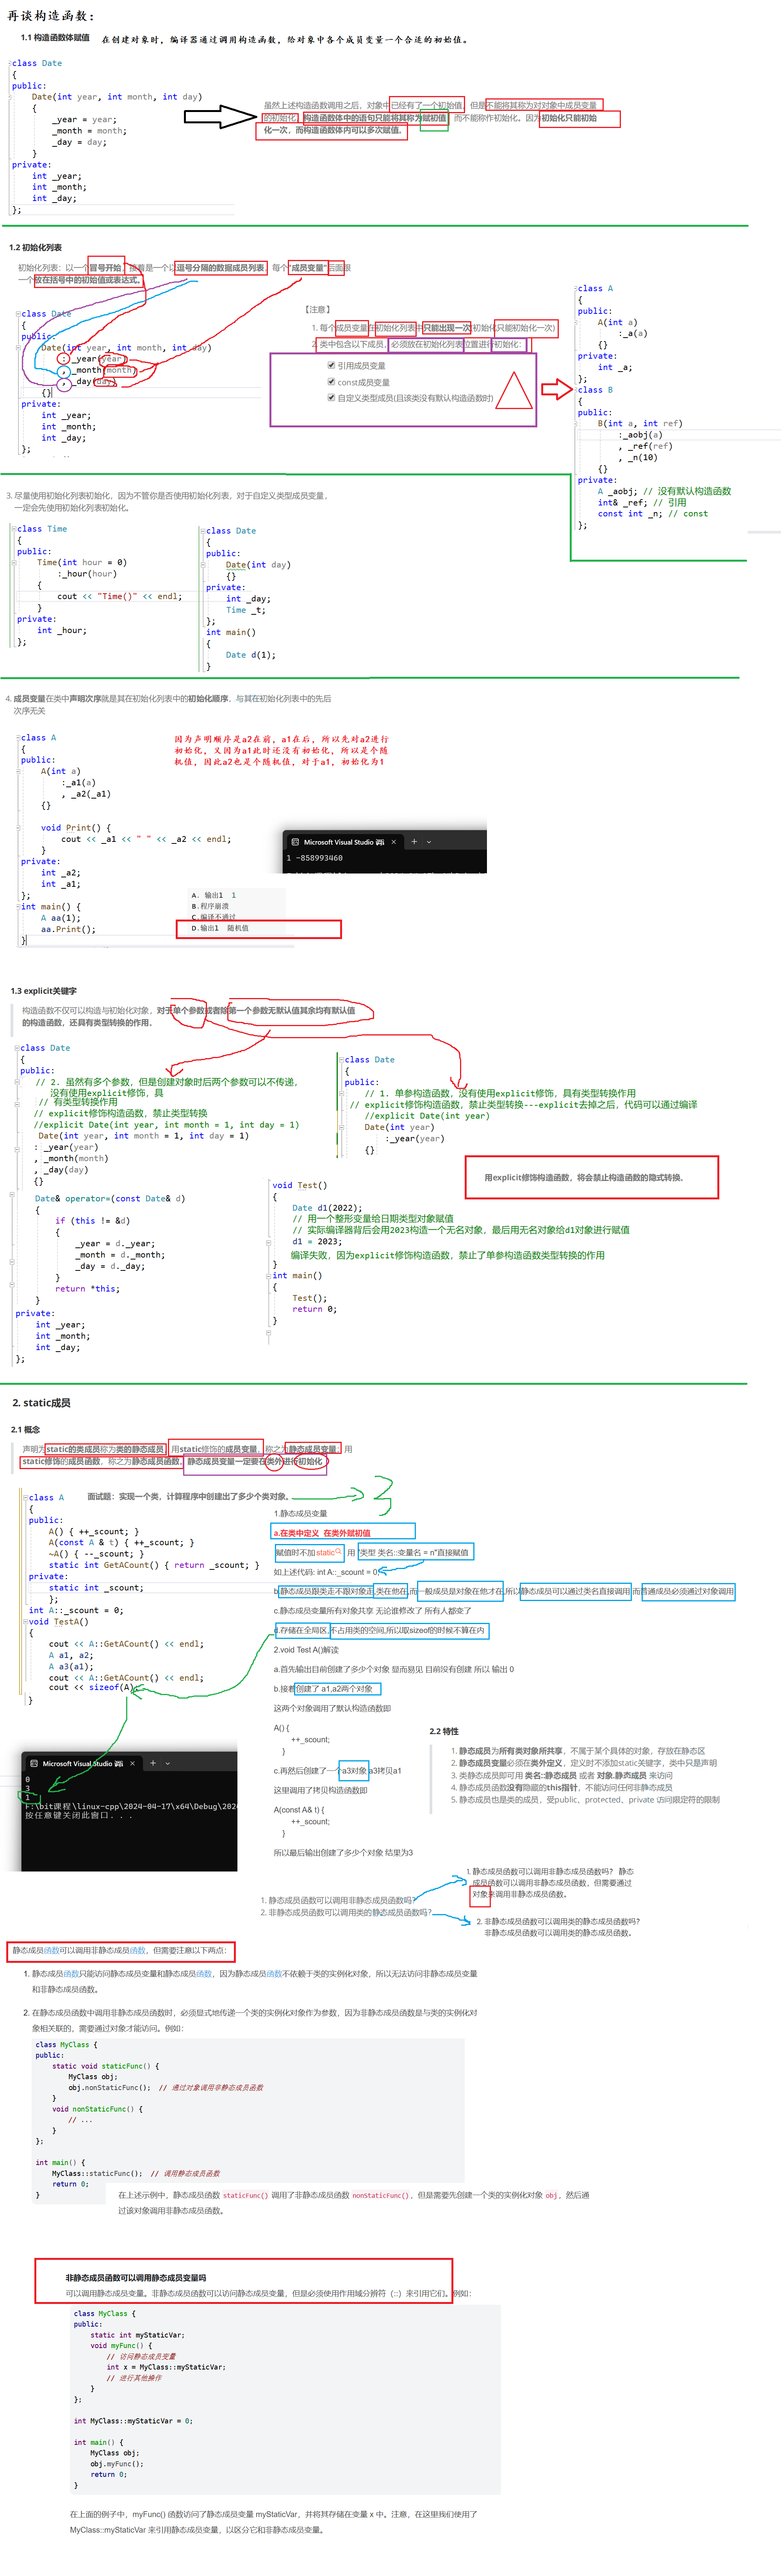 再谈构造函数：
1.1 构造函数体赋值
在创建对象时，编译器通过调用构造函数，给对象中各个成员变量一个合适的初始值。
class Date
{
public:
Date(int year, int month, int day)
{
_year = year;
_month = month;
_day = day;
}
private:
int _year;
int _month;
int _day;
};
虽然上述构造函数调用之后，对象中已经有了一个初始值，但是不能将其称为对对象中成员变量
的初始化，构造函数体中的语句只能将其称为赋初值，而不能称作初始化。因为初始化只能初始
化一次，而构造函数体内可以多次赋值。
1.2 初始化列表
初始化列表：以一个冒号开始，接着是一个以逗号分隔的数据成员列表，每个"成员变量"后面跟
一个放在括号中的初始值或表达式。
class Date
{
public:
Date(int year, int month, int day)
: _year(year)
, _month(month)
, _day(day)
{}
private:
int _year;
int _month;
int _day;
};
【注意】
1. 每个成员变量在初始化列表中只能出现一次(初始化只能初始化一次)
2. 类中包含以下成员，必须放在初始化列表位置进行初始化：
引用成员变量
const成员变量
自定义类型成员(且该类没有默认构造函数时)
class A
{
public:
A(int a)
:_a(a)
{}
private:
int _a;
};
class B
{
public:
B(int a, int ref)
:_aobj(a)
, _ref(ref)
, _n(10)
{}
private:
A _aobj; // 没有默认构造函数
int& _ref; // 引用
const int _n; // const
};
3. 尽量使用初始化列表初始化，因为不管你是否使用初始化列表，对于自定义类型成员变量，
一定会先使用初始化列表初始化。
class Time
{
public:
Time(int hour = 0)
:_hour(hour)
{
cout << "Time()" << endl;
}
private:
int _hour;
};
class Date
{
public:
Date(int day)
{}
private:
int _day;
Time _t;
};
int main()
{
Date d(1);
}
4. 成员变量在类中声明次序就是其在初始化列表中的初始化顺序，与其在初始化列表中的先后
次序无关
class A
{
public:
A(int a)
:_a1(a)
, _a2(_a1)
{}
void Print() {
cout << _a1 << " " << _a2 << endl;
}
private:
int _a2;
int _a1;
};
int main() {
A aa(1);
aa.Print();
}
因为声明顺序是a2在前，a1在后，所以先对a2进行
初始化，又因为a1此时还没有初始化，所以是个随
机值，因此a2也是个随机值，对于a1，初始化为1
Microsoft Visual Studio 调试
1 -858993460
A. 输出1 1
B.程序崩溃
C.编译不通过
D.输出1 随机值
1.3 explicit关键字
构造函数不仅可以构造与初始化对象，对于单个参数或者除第一个参数无默认值其余均有默认值
的构造函数，还具有类型转换的作用。
class Date
{
public:
// 2. 虽然有多个参数，但是创建对象时后两个参数可以不传递，
没有使用explicit修饰，具
// 有类型转换作用
// explicit修饰构造函数，禁止类型转换
//explicit Date(int year, int month = 1, int day = 1)
Date(int year, int month = 1, int day = 1)
: _year(year)
, _month(month)
, _day(day)
{}
Date& operator=(const Date& d)
{
if (this != &d)
{
_year = d._year;
_month = d._month;
_day = d._day;
}
return *this;
}
private:
int _year;
int _month;
int _day;
};
class Date
{
public:
// 1. 单参构造函数，没有使用explicit修饰，具有类型转换作用
// explicit修饰构造函数，禁止类型转换---explicit去掉之后，代码可以通过编译
//explicit Date(int year)
Date(int year)
:_year(year)
{}
用explicit修饰构造函数，将会禁止构造函数的隐式转换。
void Test()
{
Date d1(2022);
// 用一个整形变量给日期类型对象赋值
// 实际编译器背后会用2023构造一个无名对象，最后用无名对象给d1对象进行赋值
d1 = 2023;
编译失败，因为explicit修饰构造函数，禁止了单参构造函数类型转换的作用
}
int main()
{
Test();
return 0;
}
2. static成员
2.1 概念
声明为static的类成员称为类的静态成员，用static修饰的成员变量，称之为静态成员变量；用
static修饰的成员函数，称之为静态成员函数。静态成员变量一定要在类外进行初始化
面试题：实现一个类，计算程序中创建出了多少个类对象。
class A
{
public:
A() { ++_scount; }
A(const A & t) { ++_scount; }
~A() { --_scount; }
static int GetACount() { return _scount; }
private:
static int _scount;
};
int A::_scount = 0;
void TestA()
{
cout << A::GetACount() << endl;
A a1, a2;
A a3(a1);
cout << A::GetACount() << endl;
cout << sizeof(A);
}
Microsoft Visual Studio 调试
0
3
1
:\bit课程\linux-cpp\2024-04-17\x64\Debug\202
按任意键关闭此窗口. . .
1.静态成员变量
a.在类中定义 在类外赋初值
赋值时不加static 用 "类型 类名::变量名 = n"直接赋值
如上述代码: int A::_scount = 0;
b.静态成员跟类走不跟对象走,类在他在,而一般成员是对象在他才在,所以静态成员可以通过类名直接调用 而普通成员必须通过对象调用
c.静态成员变量所有对象共享 无论谁修改了 所有人都变了
d.存储在全局区,不占用类的空间,所以取sizeof的时候不算在内
2.void Test A()解读
a.首先输出目前创建了多少个对象 显而易见 目前没有创建 所以 输出 0
b.接着创建了 a1,a2两个对象
这两个对象调用了默认构造函数即
A() {
++_scount;
}
c.再然后创建了一个a3对象 a3拷贝a1
这里调用了拷贝构造函数即
A(const A& t) {
++_scount;
}
所以最后输出创建了多少个对象 结果为3
2.2 特性
1. 静态成员为所有类对象所共享，不属于某个具体的对象，存放在静态区
2. 静态成员变量必须在类外定义，定义时不添加static关键字，类中只是声明
3. 类静态成员即可用 类名::静态成员 或者 对象.静态成员 来访问
4. 静态成员函数没有隐藏的this指针，不能访问任何非静态成员
5. 静态成员也是类的成员，受public、protected、private 访问限定符的限制
1. 静态成员函数可以调用非静态成员函数吗？
2. 非静态成员函数可以调用类的静态成员函数吗？
1. 静态成员函数可以调用非静态成员函数吗？ 静态
成员函数可以调用非静态成员函数，但需要通过
对象来调用非静态成员函数。
2. 非静态成员函数可以调用类的静态成员函数吗？
非静态成员函数可以调用类的静态成员函数。
静态成员函数可以调用非静态成员函数，但需要注意以下两点：
1. 静态成员函数只能访问静态成员变量和静态成员函数，因为静态成员函数不依赖于类的实例化对象，所以无法访问非静态成员变量
和非静态成员函数。
2. 在静态成员函数中调用非静态成员函数时，必须显式地传递一个类的实例化对象作为参数，因为非静态成员函数是与类的实例化对
象相关联的，需要通过对象才能访问。例如：
class MyClass {
public:
static void staticFunc() {
MyClass obj;
obj.nonStaticFunc(); // 通过对象调用非静态成员函数
}
void nonStaticFunc() {
// ...
}
};
int main() {
MyClass::staticFunc(); // 调用静态成员函数
return 0;
}
在上述示例中，静态成员函数 staticFunc() 调用了非静态成员函数 nonStaticFunc()，但是需要先创建一个类的实例化对象 obj，然后通
过该对象调用非静态成员函数。
非静态成员函数可以调用静态成员变量吗
可以调用静态成员变量。非静态成员函数可以访问静态成员变量，但是必须使用作用域分辨符（::）来引用它们。例如：
class MyClass {
public:
static int myStaticVar;
void myFunc() {
// 访问静态成员变量
int x = MyClass::myStaticVar;
// 进行其他操作
}
};
int MyClass::myStaticVar = 0;
int main() {
MyClass obj;
obj.myFunc();
return 0;
}
在上面的例子中，myFunc() 函数访问了静态成员变量 myStaticVar，并将其存储在变量 x 中。注意，在这里我们使用了
MyClass::myStaticVar 来引用静态成员变量，以区分它和非静态成员变量。